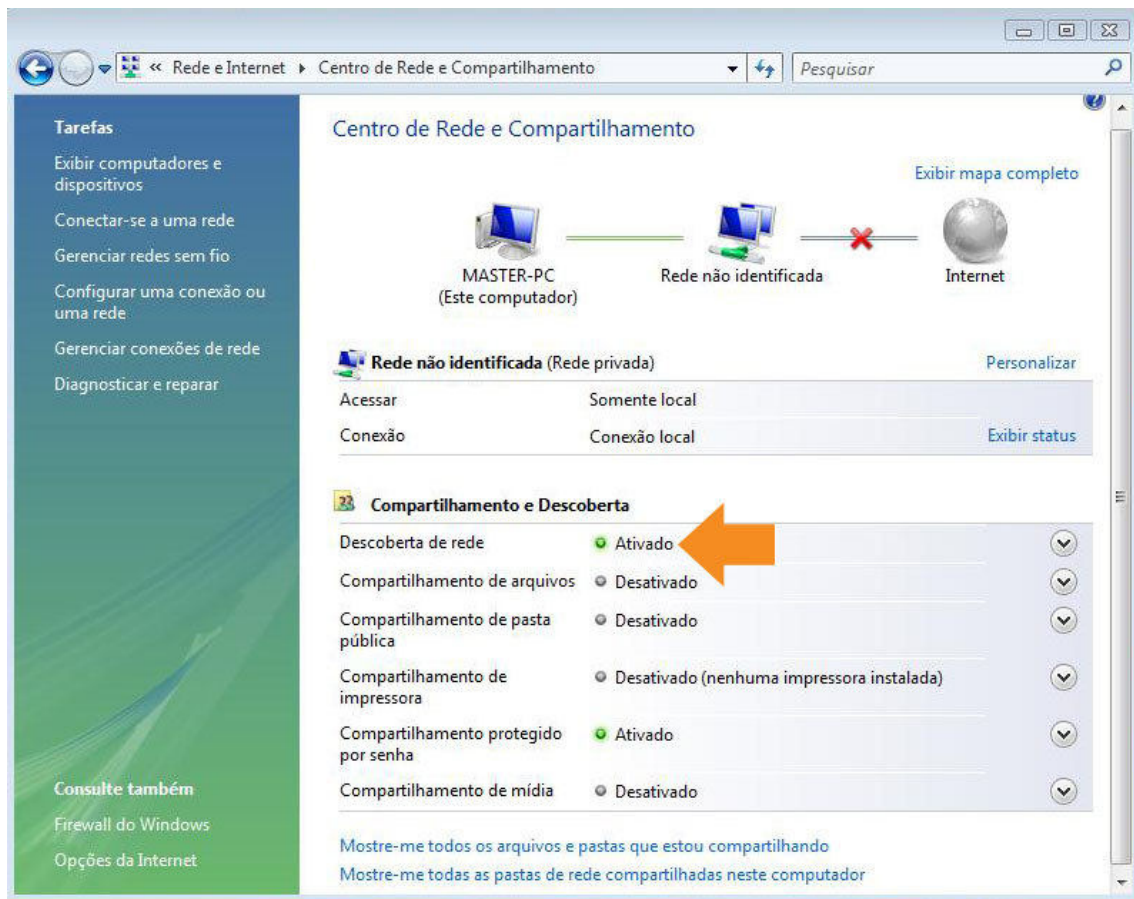 « Rede e Internet ▸ Centro de Rede e Compartilhamento
Pesquisar
Tarefas
Exibir computadores e
dispositivos
Conectar-se a uma rede
Gerenciar redes sem fio
Configurar uma conexão ou
uma rede
Gerenciar conexões de rede
Diagnosticar e reparar
Consulte também
Firewall do Windows
Opções da Internet
Centro de Rede e Compartilhamento
Exibir mapa completo
MASTER-PC
(Este computador)
Rede não identificada
Internet
Rede não identificada (Rede privada) Personalizar
Acessar Somente local
Conexão Conexão local Exibir status
Compartilhamento e Descoberta
Descoberta de rede Ativado
Compartilhamento de arquivos Desativado
Compartilhamento de pasta Desativado
pública
Compartilhamento de Desativado (nenhuma impressora instalada)
impressora
Compartilhamento protegido Ativado
por senha
Compartilhamento de mídia Desativado
Mostre-me todos os arquivos e pastas que estou compartilhando
Mostre-me todas as pastas de rede compartilhadas neste computador